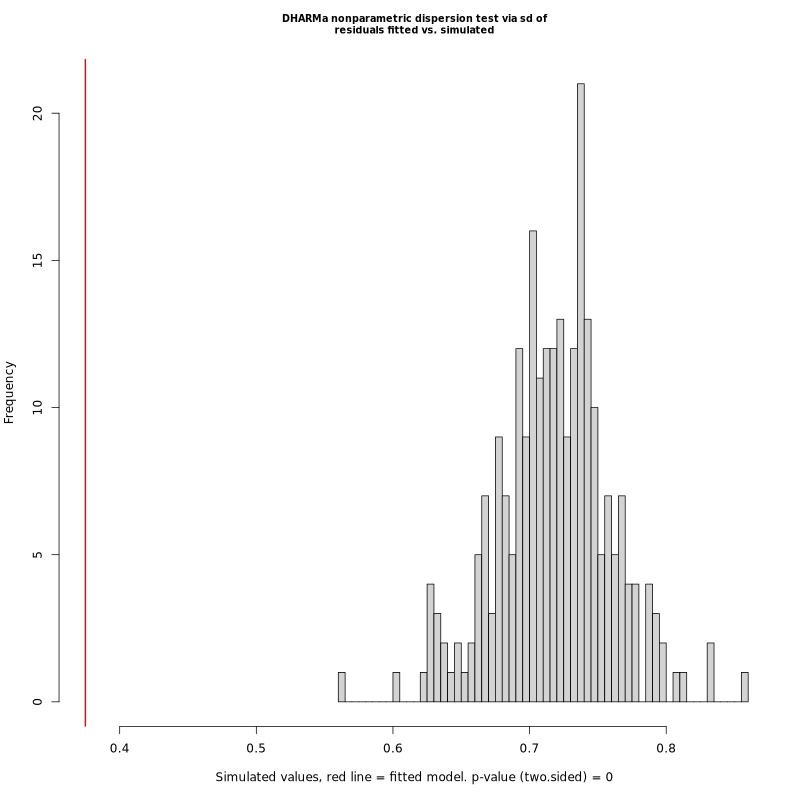 DHARMa nonparametric dispersion test via sd of
residuals fitted vs. simulated
20
15
10
5
0
Frequency
0.4 0.5 0.6 0.7 0.8
Simulated values, red line = fitted model. p-value (two.sided) = 0